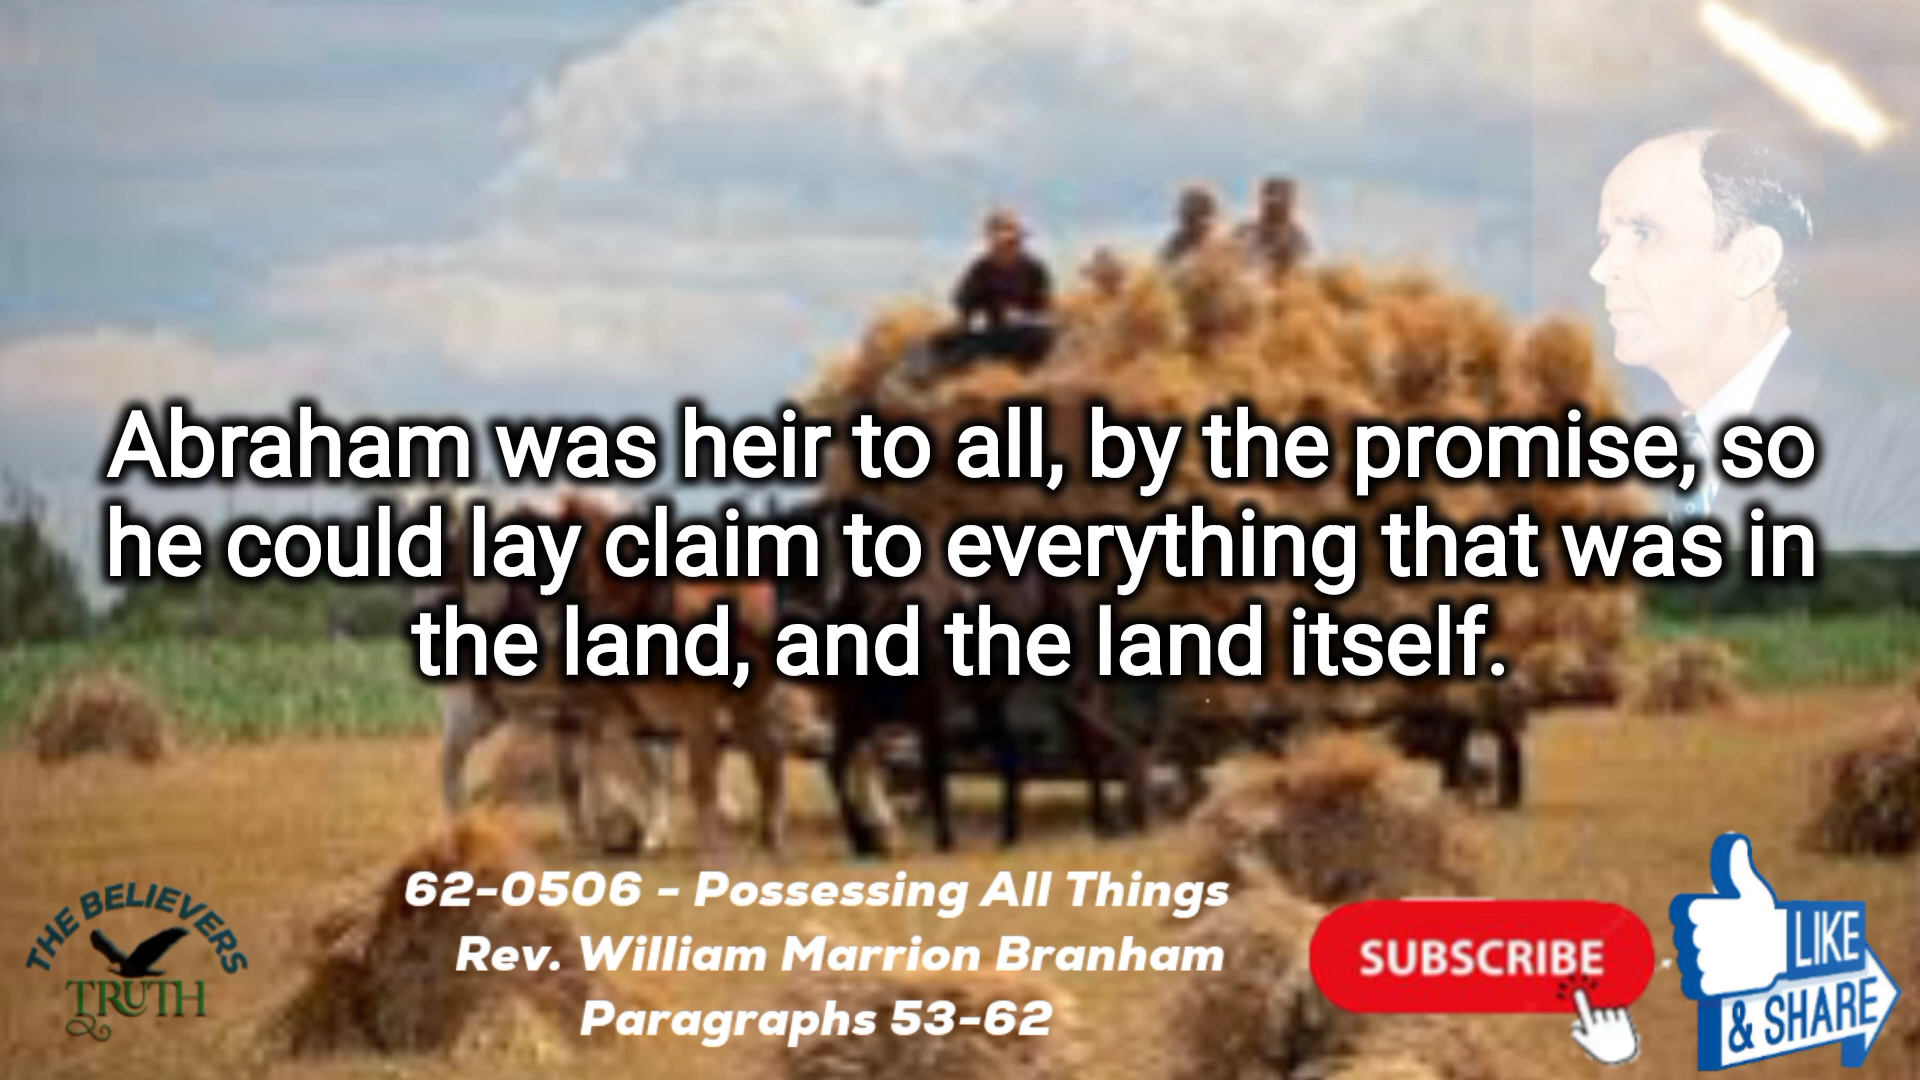 Abraham was heir to all, by the promise, so
he could lay claim to everything that was in
the land, and the land itself.
62-0506 - Possessing All Things
Rev. William Marrion Branham
Paragraphs 53-62
THE BELIEVERS
TRUTH
SUBSCRIBE
LIKE
& SHARE